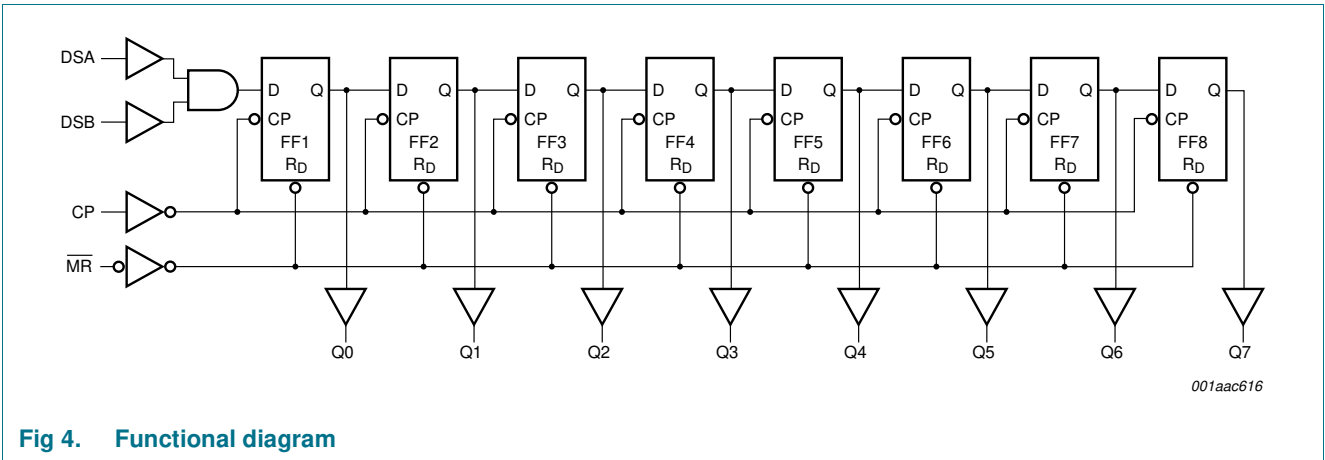 DSA
DSB
CP
M̅R̅
D Q D Q D Q D Q D Q D Q D Q D Q
CP CP CP CP CP CP CP CP
FF1 FF2 FF3 FF4 FF5 FF6 FF7 FF8
RD RD RD RD RD RD RD RD
Q0 Q1 Q2 Q3 Q4 Q5 Q6 Q7
001aac616
Fig 4. Functional diagram